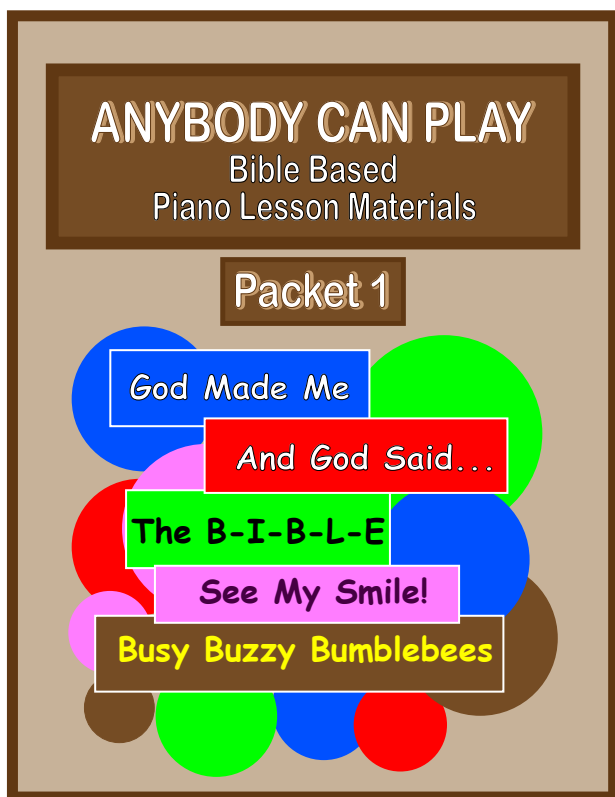 ANYBODY CAN PLAY
Bible Based
Piano Lesson Materials
Packet 1
God Made Me
And God Said...
The B-I-B-L-E
See My Smile!
Busy Buzzy Bumblebees